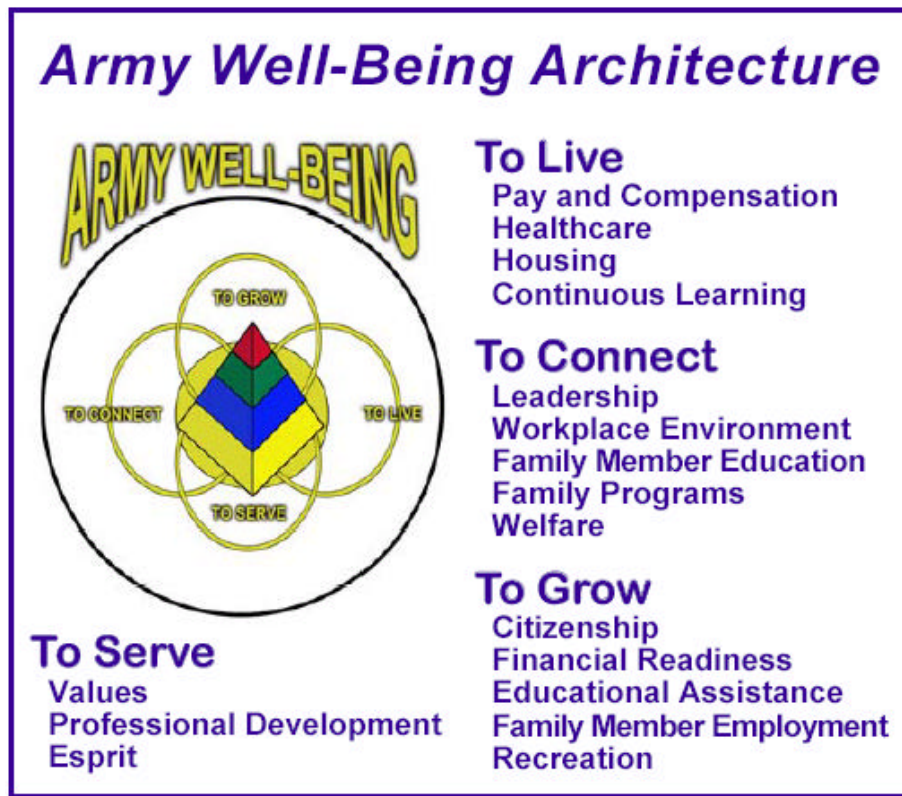 Army Well-Being Architecture
ARMY WELL-BEING
TO GROW
TO CONNECT
TO LIVE
TO SERVE
To Live
Pay and Compensation
Healthcare
Housing
Continuous Learning
To Connect
Leadership
Workplace Environment
Family Member Education
Family Programs
Welfare
To Grow
Citizenship
Financial Readiness
Educational Assistance
Family Member Employment
Recreation
To Serve
Values
Professional Development
Esprit